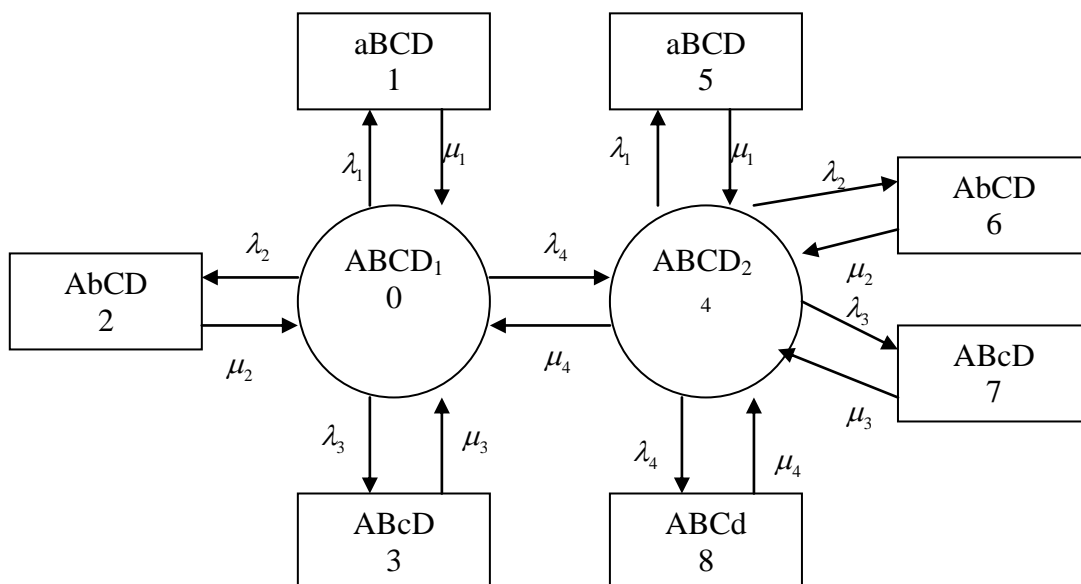 aBCD
1
aBCD
5
λ₁
μ₁
λ₁
μ₁
λ₂
AbCD
6
μ₂
AbCD
2
λ₂
μ₂
ABCD₁
0
λ₄
μ₄
ABCD₂
4
λ₃
ABcD
7
μ₃
λ₃
μ₃
λ₄
μ₄
ABcD
3
ABCd
8